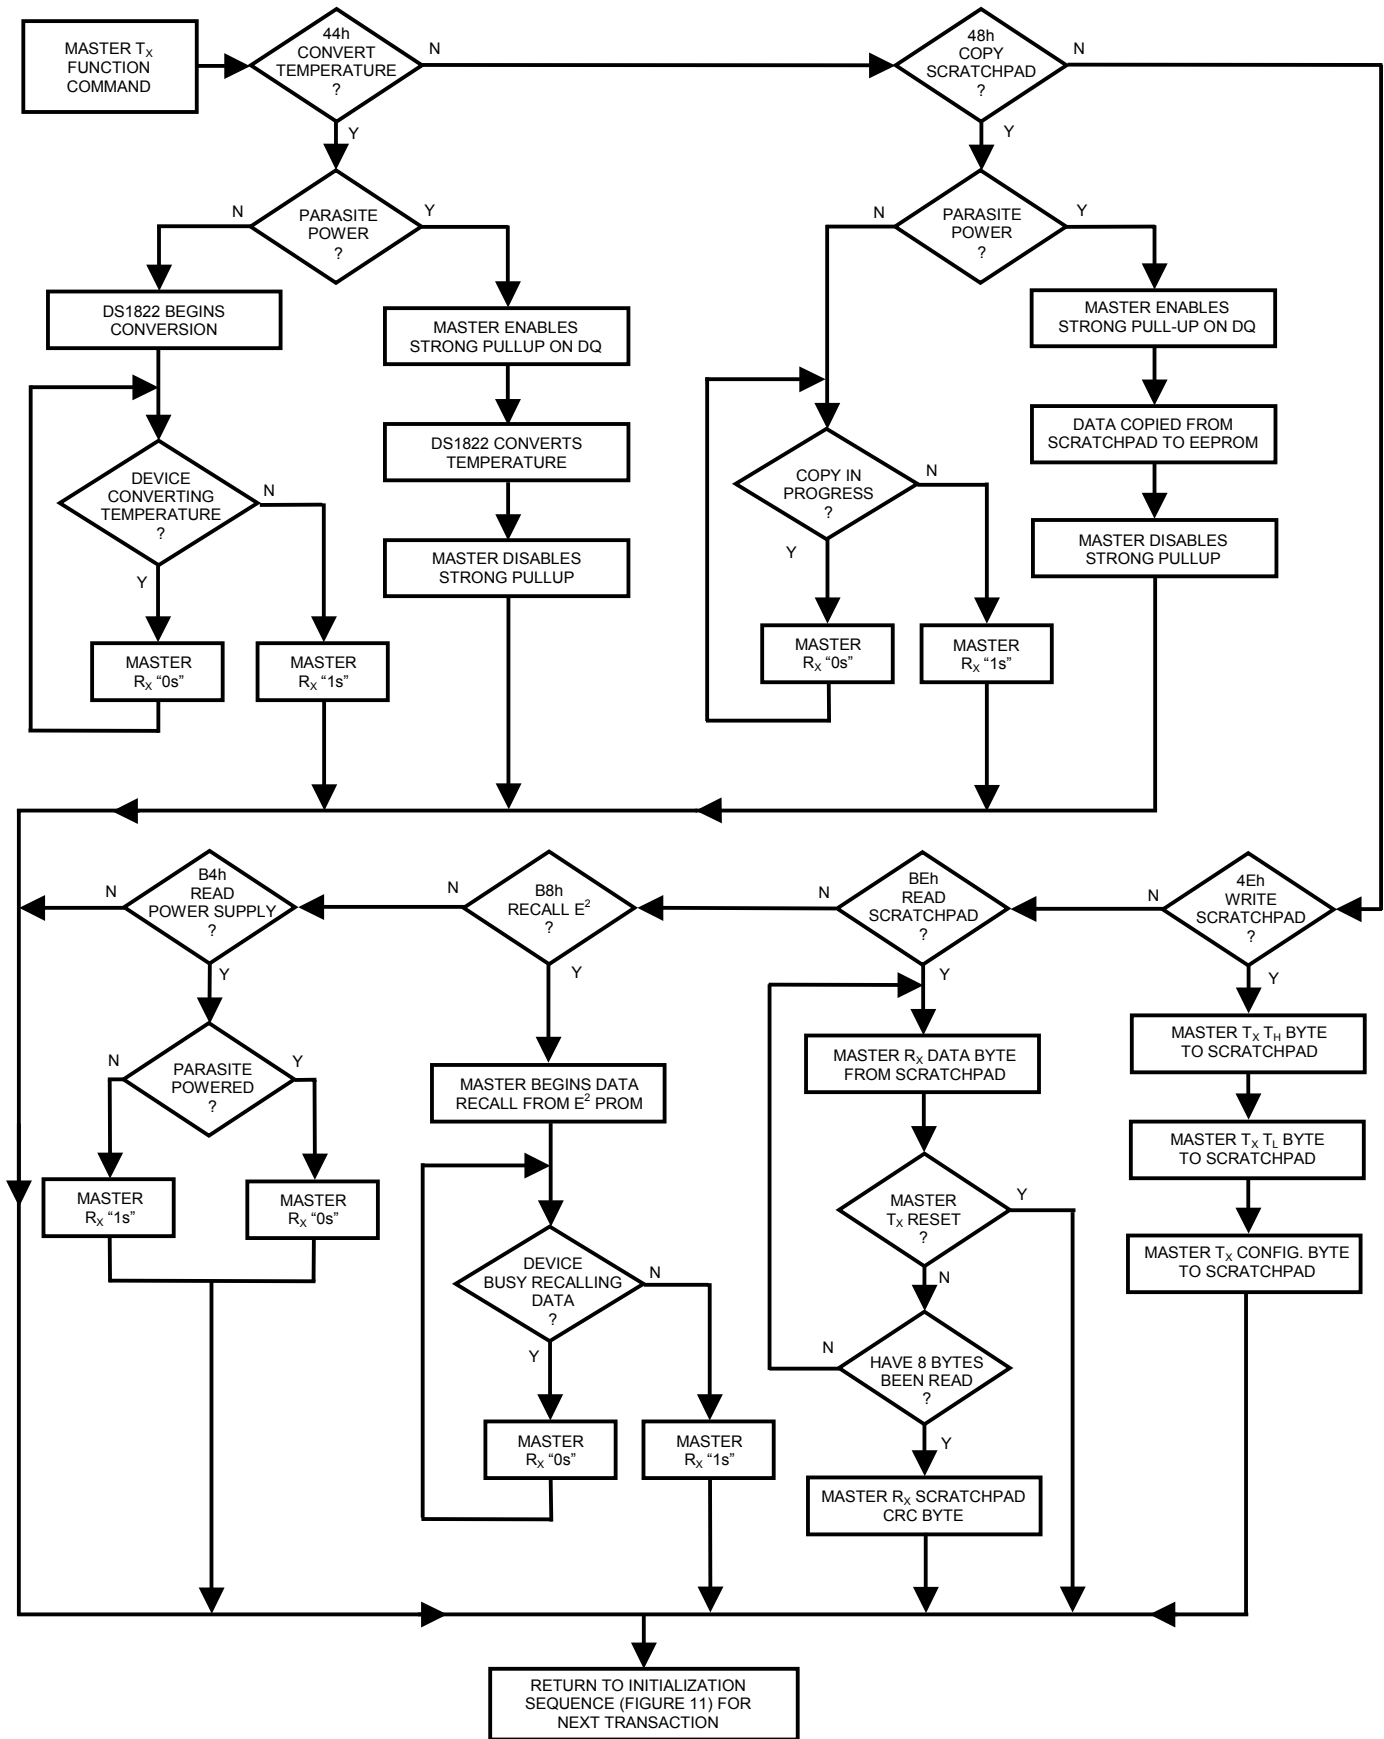 MASTER TX
FUNCTION
COMMAND
44h
CONVERT
TEMPERATURE
?
N
Y
48h
COPY
SCRATCHPAD
?
N
Y
PARASITE
POWER
?
N
Y
PARASITE
POWER
?
N
Y
DS1822 BEGINS
CONVERSION
MASTER ENABLES
STRONG PULLUP ON DQ
MASTER ENABLES
STRONG PULL-UP ON DQ
DEVICE
CONVERTING
TEMPERATURE
?
N
Y
DS1822 CONVERTS
TEMPERATURE
COPY IN
PROGRESS
?
N
Y
DATA COPIED FROM
SCRATCHPAD TO EEPROM
MASTER DISABLES
STRONG PULLUP
MASTER DISABLES
STRONG PULLUP
MASTER
RX “0s”
MASTER
RX “1s”
MASTER
RX “0s”
MASTER
RX “1s”
B4h
READ
POWER SUPPLY
?
N
Y
B8h
RECALL E2
?
N
Y
BEh
READ
SCRATCHPAD
?
N
Y
4Eh
WRITE
SCRATCHPAD
?
N
Y
PARASITE
POWERED
?
N
Y
MASTER
RX “1s”
MASTER
RX “0s”
MASTER BEGINS DATA
RECALL FROM E2 PROM
DEVICE
BUSY RECALLING
DATA
?
N
Y
MASTER
RX “0s”
MASTER
RX “1s”
MASTER RX DATA BYTE
FROM SCRATCHPAD
MASTER
TX RESET
?
Y
N
HAVE 8 BYTES
BEEN READ
?
N
Y
MASTER RX SCRATCHPAD
CRC BYTE
MASTER TX TH BYTE
TO SCRATCHPAD
MASTER TX TL BYTE
TO SCRATCHPAD
MASTER TX CONFIG. BYTE
TO SCRATCHPAD
RETURN TO INITIALIZATION
SEQUENCE (FIGURE 11) FOR
NEXT TRANSACTION